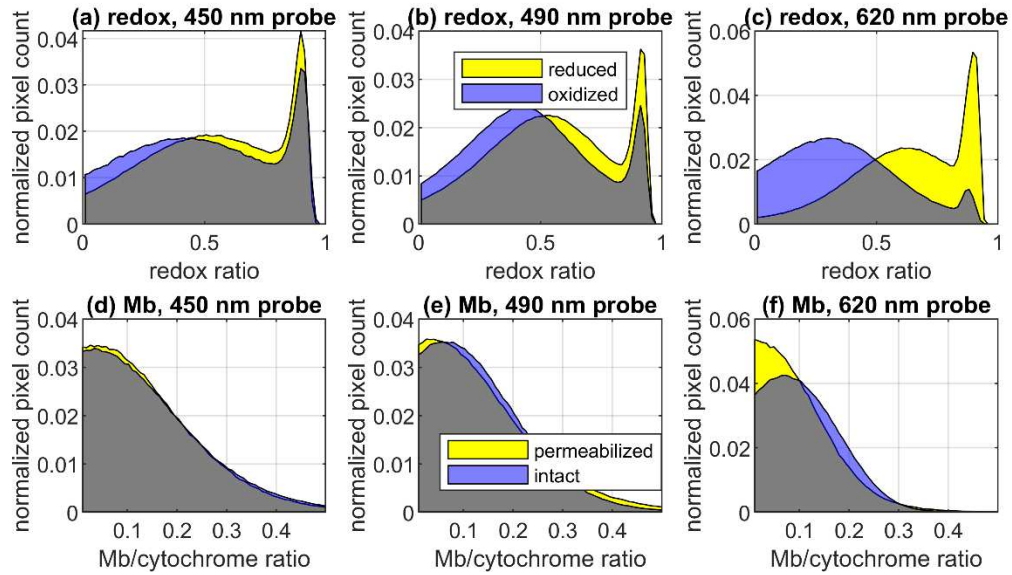 (a) redox, 450 nm probe
normalized pixel count
0.04
0.03
0.02
0.01
0
0
0.5
1
redox ratio
(b) redox, 490 nm probe
normalized pixel count
0.04
0.03
0.02
0.01
0
reduced
oxidized
0
0.5
1
redox ratio
(c) redox, 620 nm probe
normalized pixel count
0.06
0.04
0.02
0
0
0.5
1
redox ratio
(d) Mb, 450 nm probe
normalized pixel count
0.04
0.03
0.02
0.01
0
0.1
0.2
0.3
0.4
Mb/cytochrome ratio
(e) Mb, 490 nm probe
normalized pixel count
0.04
0.03
0.02
0.01
0
permeabilized
intact
0.1
0.2
0.3
0.4
Mb/cytochrome ratio
(f) Mb, 620 nm probe
normalized pixel count
0.06
0.04
0.02
0
0.1
0.2
0.3
0.4
Mb/cytochrome ratio